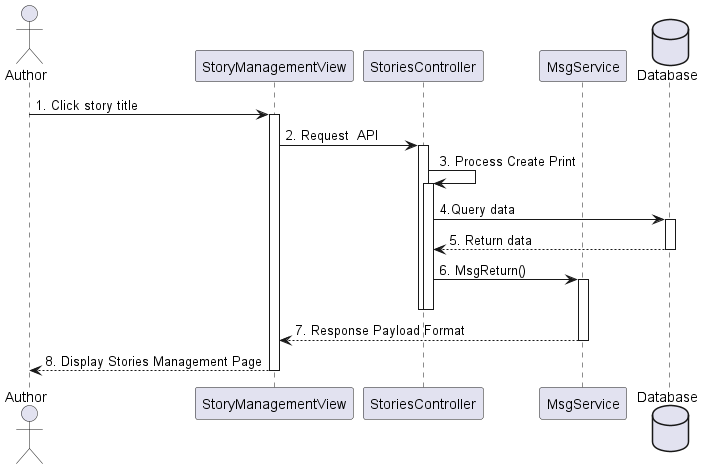 Author
StoryManagementView
StoriesController
MsgService
Database
1. Click story title
2. Request  API
3. Process Create Print
4.Query data
5. Return data
6. MsgReturn()
7. Response Payload Format
8. Display Stories Management Page
Author
StoryManagementView
StoriesController
MsgService
Database